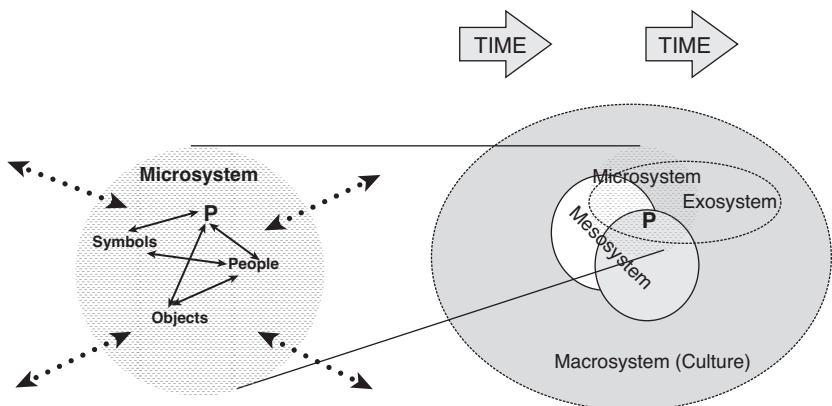 TIME
TIME
Microsystem
P
Symbols
People
Objects
Microsystem
Exosystem
P
Mesosystem
Macrosystem (Culture)